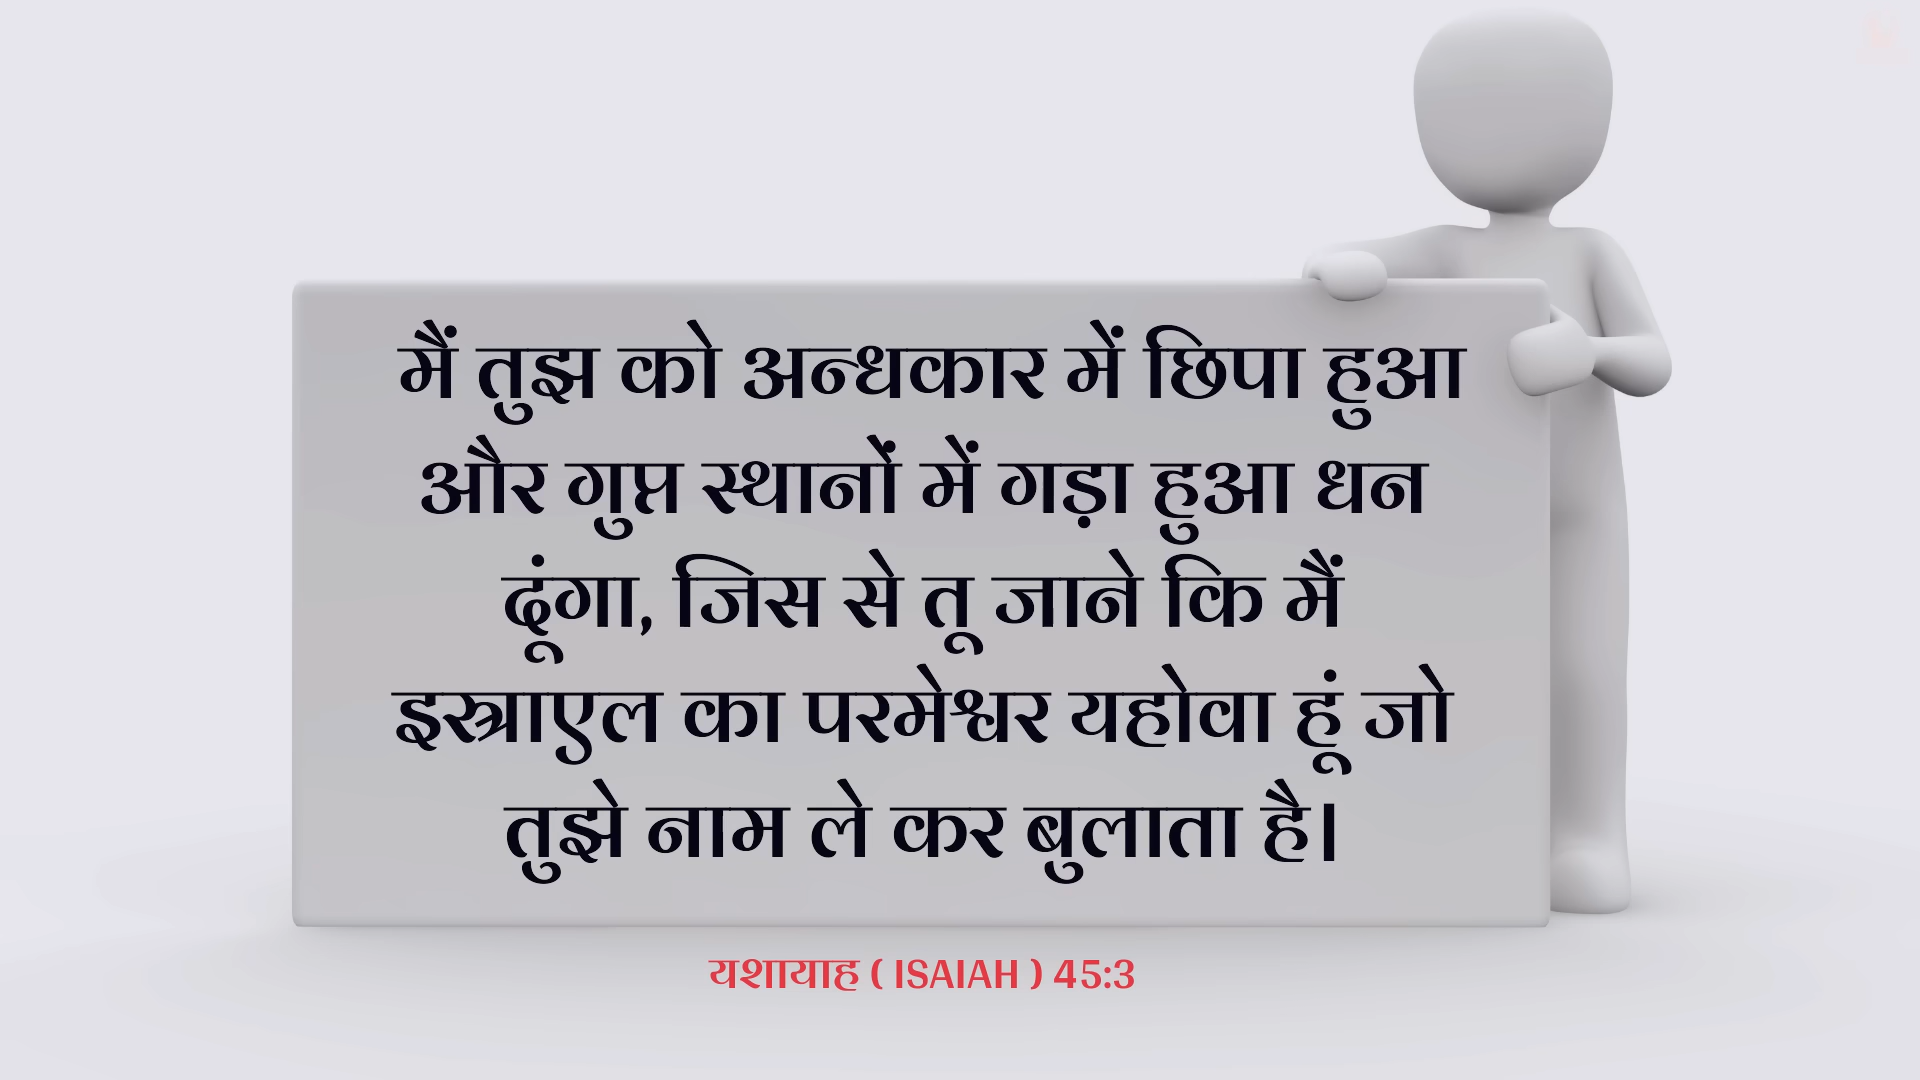 मैं तुझ को अन्धकार में छिपा हुआ
और गुप्त स्थानों में गड़ा हुआ धन
दूंगा, जिस से तू जाने कि मैं
इस्त्राएल का परमेश्वर यहोवा हूं जो
तुझे नाम ले कर बुलाता है।
यशायाह ( ISAIAH ) 45:3